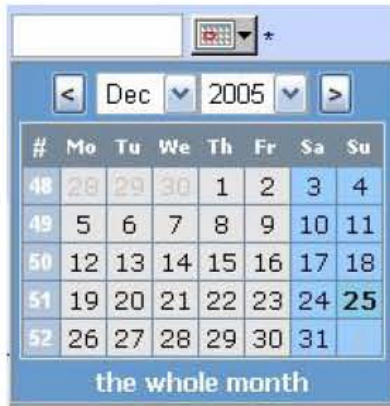 *
< Dec 2005 >
# Mo Tu We Th Fr Sa Su
48 28 29 30 1 2 3 4
49 5 6 7 8 9 10 11
50 12 13 14 15 16 17 18
51 19 20 21 22 23 24 25
52 26 27 28 29 30 31
the whole month